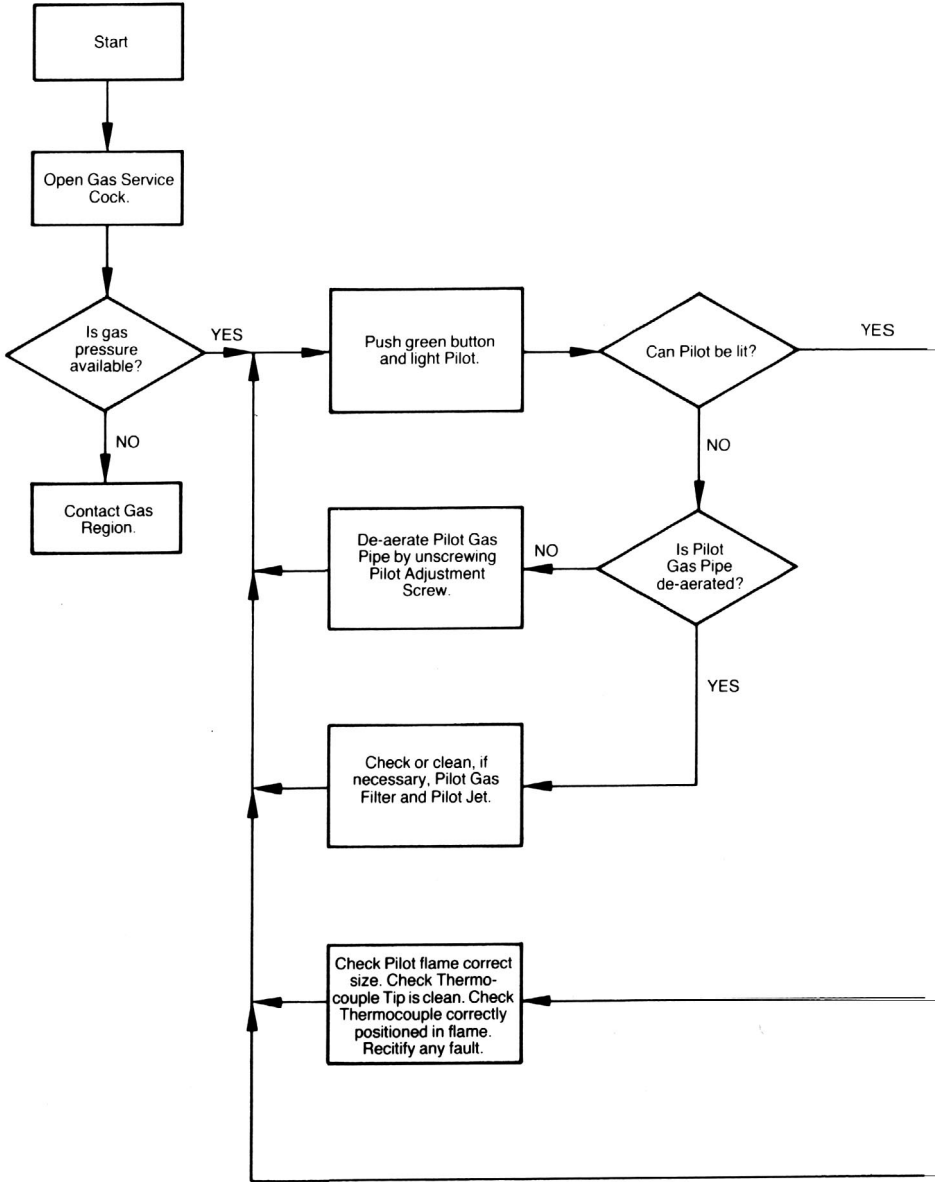 Start
Open Gas Service
Cock.
Is gas
pressure
available?
YES
NO
Contact Gas
Region.
Push green button
and light Pilot.
Can Pilot be lit?
YES
NO
De-aerate Pilot Gas
Pipe by unscrewing
Pilot Adjustment
Screw.
NO
Is Pilot
Gas Pipe
de-aerated?
YES
Check or clean, if
necessary, Pilot Gas
Filter and Pilot Jet.
Check Pilot flame correct
size. Check Thermo-
couple Tip is clean. Check
Thermocouple correctly
positioned in flame.
Recitify any fault.